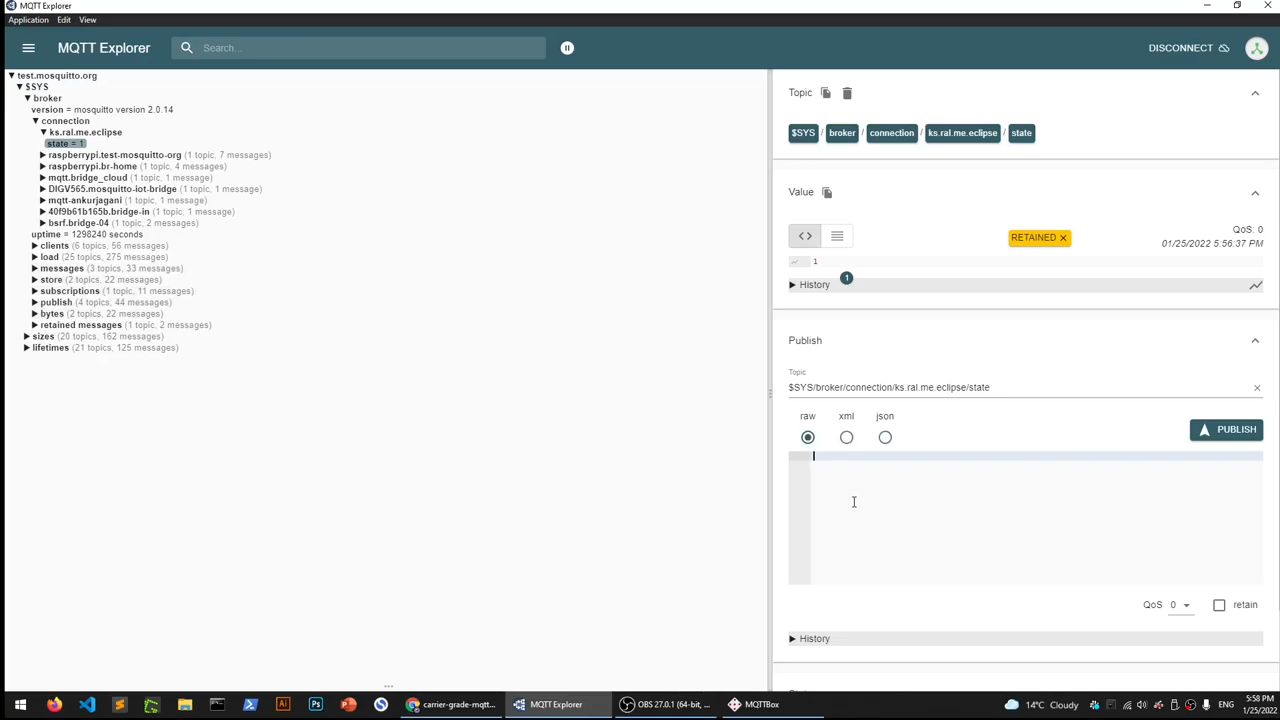 MQTT Explorer
Application Edit View
MQTT Explorer
Search...
DISCONNECT
test.mosquitto.org
$SYS
broker
version = mosquitto version 2.0.14
connection
ks.ral.me.eclipse
state = 1
raspberrypi.test-mosquitto-org (1 topic, 7 messages)
raspberrypi.br-home (1 topic, 4 messages)
mqtt.bridge_cloud (1 topic, 1 message)
DIGV565.mosquitto-iot-bridge (1 topic, 1 message)
mqtt-ankurjagani (1 topic, 1 message)
40f9b61b165b.bridge-in (1 topic, 1 message)
bsrf.bridge-04 (1 topic, 2 messages)
uptime = 1298240 seconds
clients (6 topics, 56 messages)
load (25 topics, 275 messages)
messages (3 topics, 33 messages)
store (2 topics, 22 messages)
subscriptions (1 topic, 11 messages)
publish (4 topics, 44 messages)
bytes (2 topics, 22 messages)
retained messages (1 topic, 2 messages)
sizes (20 topics, 162 messages)
lifetimes (21 topics, 125 messages)
Topic
$SYS / broker / connection / ks.ral.me.eclipse / state
Value
RETAINED
QoS: 0
01/25/2022 5:56:37 PM
1
History 1
Publish
Topic
$SYS/broker/connection/ks.ral.me.eclipse/state
raw xml json
PUBLISH
QoS 0 retain
History
carrier-grade-mqtt... MQTT Explorer OBS 27.0.1 (64-bit, ... MQTTBox 14°C Cloudy ENG 5:58 PM
1/25/2022